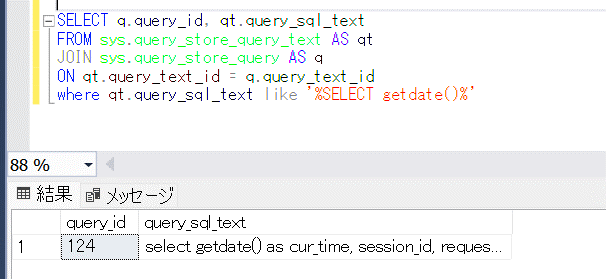 SELECT q.query_id, qt.query_sql_text
FROM sys.query_store_query_text AS qt
JOIN sys.query_store_query AS q
ON qt.query_text_id = q.query_text_id
where qt.query_sql_text like '%SELECT getdate()%'
88 %
結果 メッセージ
query_id query_sql_text
1 124 select getdate() as cur_time, session_id, reques...